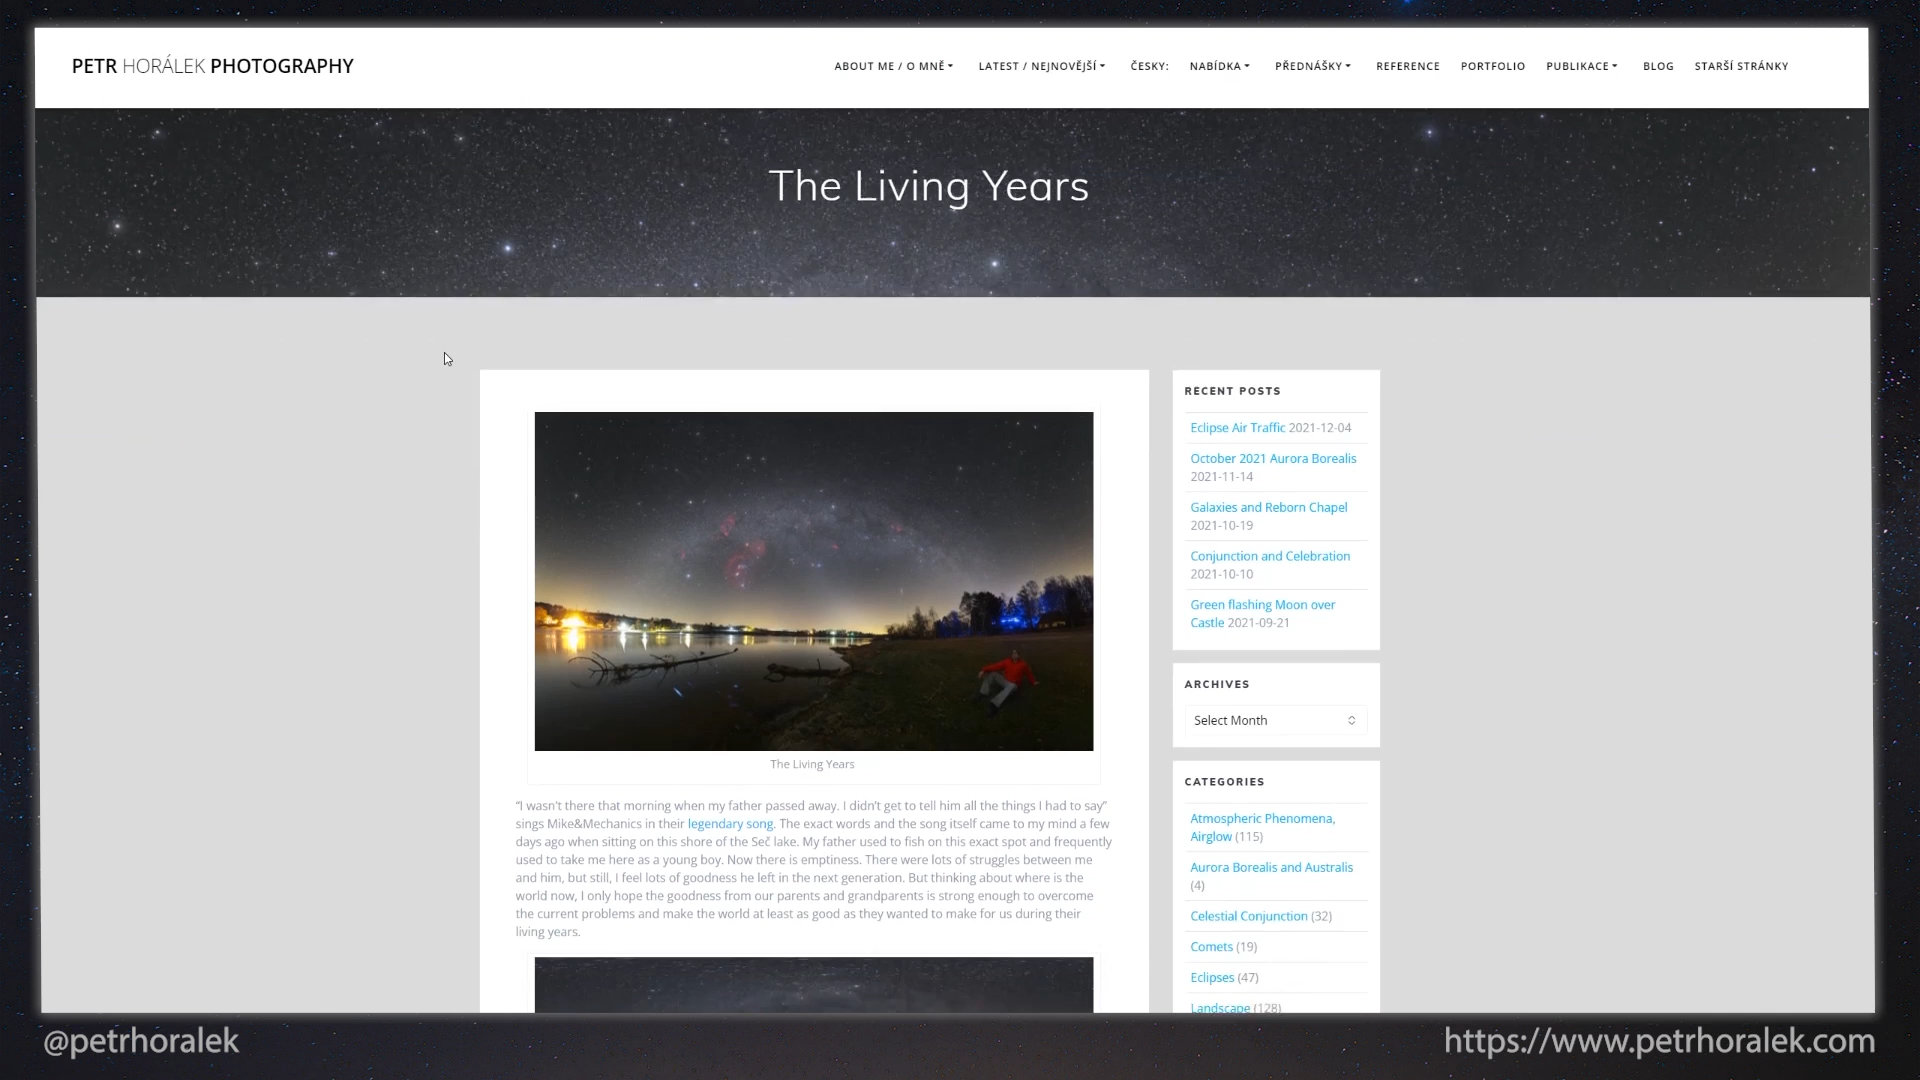 PETR HORÁLEK PHOTOGRAPHY
ABOUT ME / O MNĚ LATEST / NEJNOVĚJŠÍ ČESKY: NABÍDKA PŘEDNÁŠKY REFERENCE PORTFOLIO PUBLIKACE BLOG STARŠÍ STRÁNKY
The Living Years
The Living Years
“I wasn’t there that morning when my father passed away. I didn’t get to tell him all the things I had to say”
sings Mike&Mechanics in their legendary song. The exact words and the song itself came to my mind a few
days ago when sitting on this shore of the Seč lake. My father used to fish on this exact spot and frequently
used to take me here as a young boy. Now there is emptiness. There were lots of struggles between me
and him, but still, I feel lots of goodness he left in the next generation. But thinking about where is the
world now, I only hope the goodness from our parents and grandparents is strong enough to overcome
the current problems and make the world at least as good as they wanted to make for us during their
living years.
RECENT POSTS
Eclipse Air Traffic 2021-12-04
October 2021 Aurora Borealis
2021-11-14
Galaxies and Reborn Chapel
2021-10-19
Conjunction and Celebration
2021-10-10
Green flashing Moon over
Castle 2021-09-21
ARCHIVES
Select Month
CATEGORIES
Atmospheric Phenomena,
Airglow (115)
Aurora Borealis and Australis
(4)
Celestial Conjunction (32)
Comets (19)
Eclipses (47)
Landscape (128)
@petrhoralek
https://www.petrhoralek.com